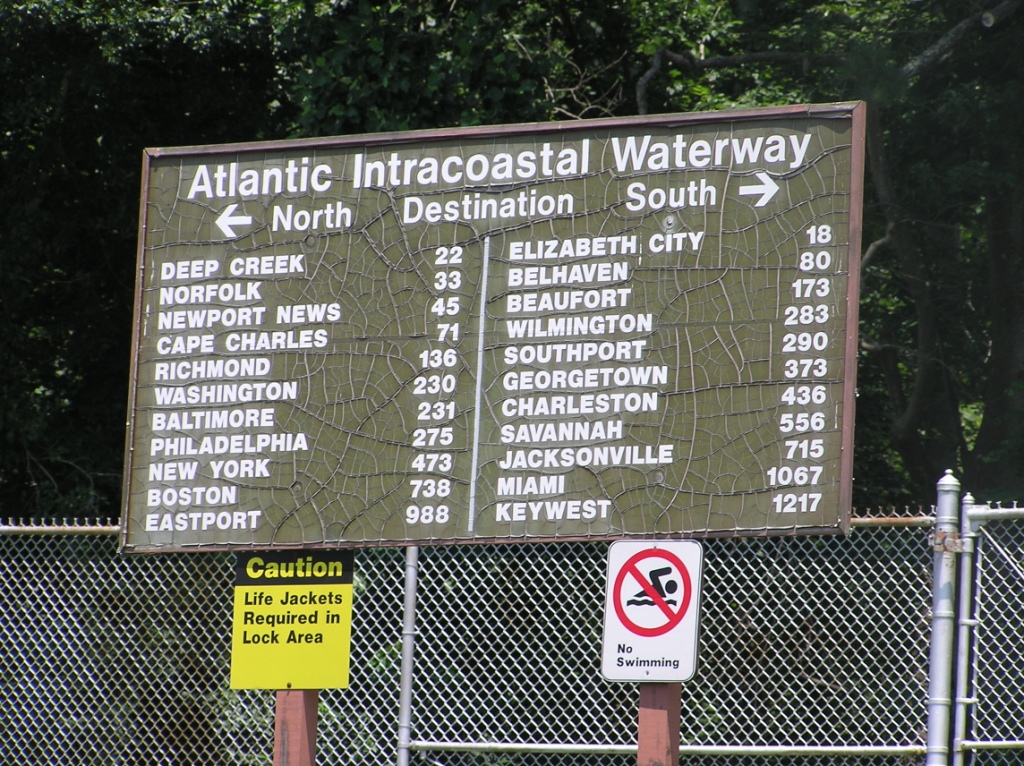 Atlantic Intracoastal Waterway
← North Destination South →
DEEP CREEK 22
NORFOLK 33
NEWPORT NEWS 45
CAPE CHARLES 71
RICHMOND 136
WASHINGTON 230
BALTIMORE 231
PHILADELPHIA 275
NEW YORK 473
BOSTON 738
EASTPORT 988
ELIZABETH CITY 18
BELHAVEN 80
BEAUFORT 173
WILMINGTON 283
SOUTHPORT 290
GEORGETOWN 373
CHARLESTON 436
SAVANNAH 556
JACKSONVILLE 715
MIAMI 1067
KEYWEST 1217
Caution
Life Jackets
Required in
Lock Area
No
Swimming